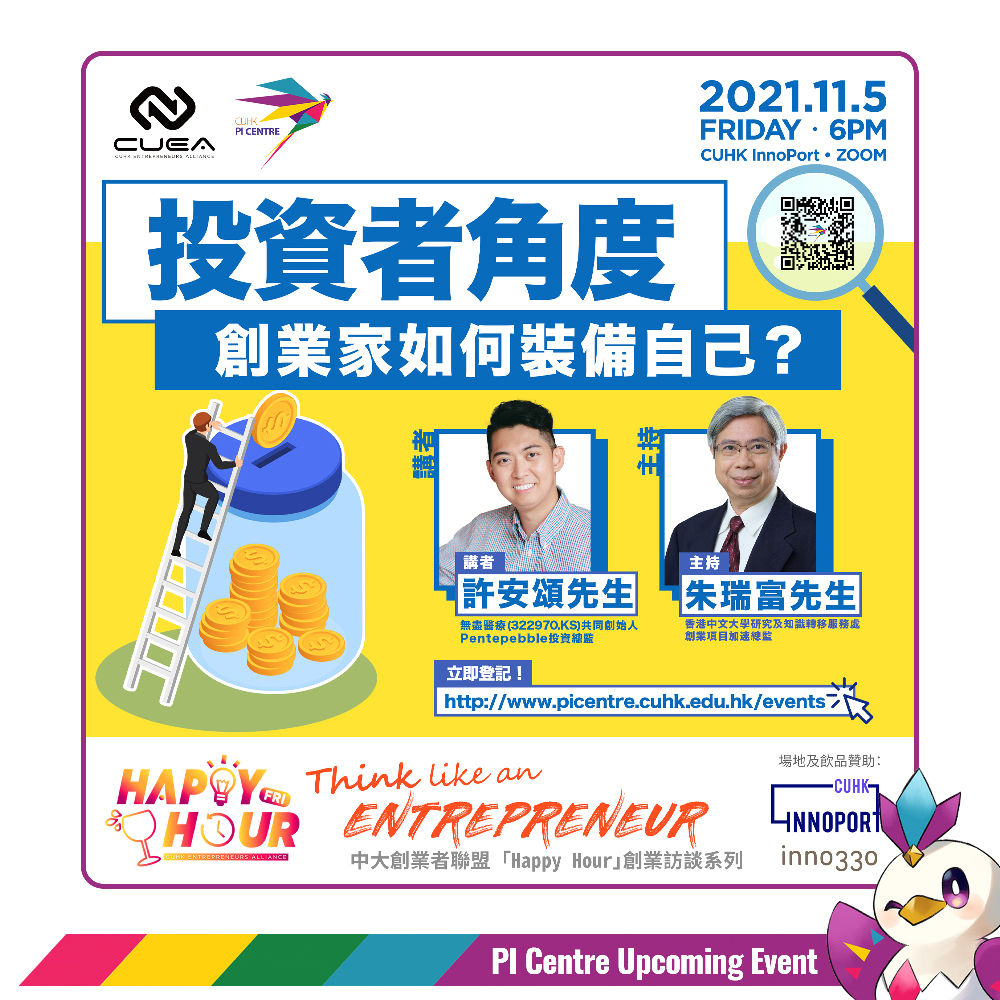 CUEA
CUHK ENTREPRENEURS ALLIANCE
CUHK
PI CENTRE
2021.11.5
FRIDAY · 6PM
CUHK InnoPort • ZOOM
投資者角度
創業家如何裝備自己？
講者
講者
許安頌先生
無盡醫療(322970.KS)共同創始人
Pentepebble投資總監
主持
主持
朱瑞富先生
香港中文大學研究及知識轉移服務處
創業項目加速總監
立即登記！
http://www.picentre.cuhk.edu.hk/events
HAPPY
FRI
HOUR
CUHK ENTREPRENEURS ALLIANCE
Think like an
ENTREPRENEUR
中大創業者聯盟「Happy Hour」創業訪談系列
場地及飲品贊助：
CUHK
INNOPORT
inno330
PI Centre Upcoming Event